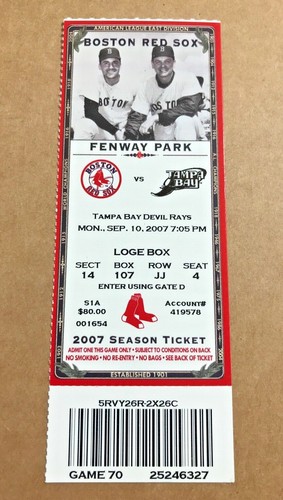 AMERICAN LEAGUE EAST DIVISION
BOSTON RED SOX
FENWAY PARK
BOSTON
RED SOX
VS
TAMPA BAY
TAMPA BAY DEVIL RAYS
MON., SEP. 10, 2007 7:05 PM
LOGE BOX
SECT BOX ROW SEAT
14 107 JJ 4
ENTER USING GATE D
S1A
$80.00
001654
Account#
419578
2007 SEASON TICKET
ADMIT ONE THIS GAME ONLY • SUBJECT TO CONDITIONS ON BACK
NO SMOKING • NO RE-ENTRY • NO BAGS • SEE BACK OF TICKET
ESTABLISHED 1901
5RVY26R-2X26C
GAME 70 25246327